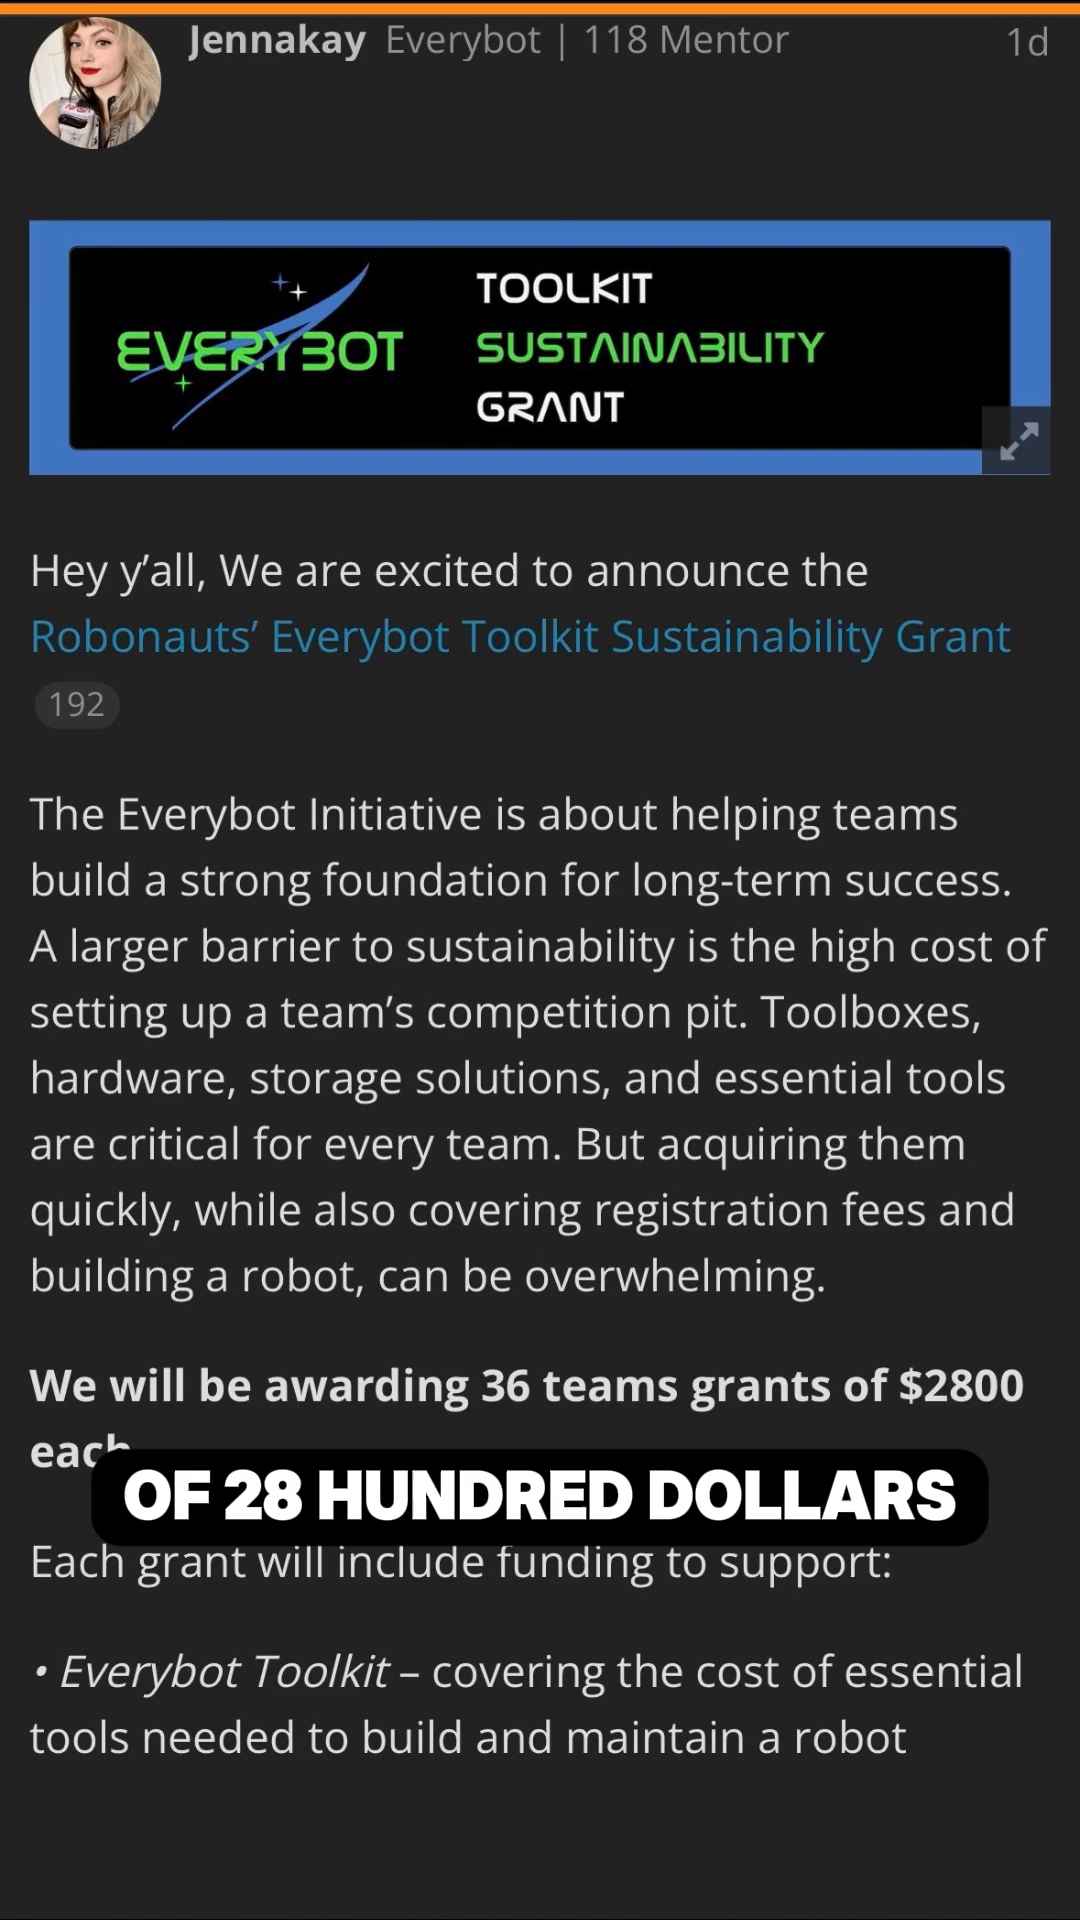 Jennakay Everybot | 118 Mentor 1d
NASA
EVERYBOT
TOOLKIT
SUSTAINABILITY
GRANT
Hey y’all, We are excited to announce the
Robonauts’ Everybot Toolkit Sustainability Grant
192
The Everybot Initiative is about helping teams
build a strong foundation for long-term success.
A larger barrier to sustainability is the high cost of
setting up a team’s competition pit. Toolboxes,
hardware, storage solutions, and essential tools
are critical for every team. But acquiring them
quickly, while also covering registration fees and
building a robot, can be overwhelming.
We will be awarding 36 teams grants of $2800
each
OF 28 HUNDRED DOLLARS
Each grant will include funding to support:
• Everybot Toolkit – covering the cost of essential
tools needed to build and maintain a robot